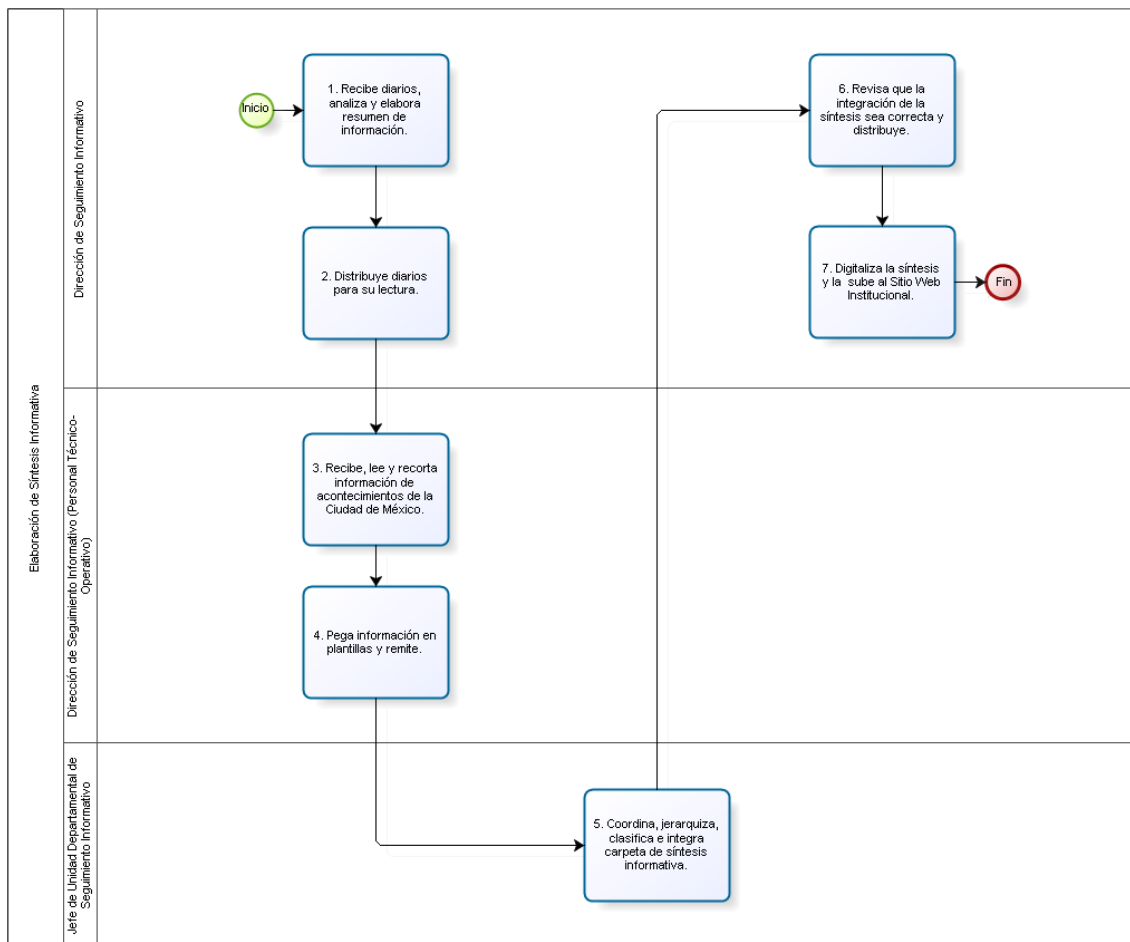 Elaboración de Síntesis Informativa
Dirección de Seguimiento Informativo
Inicio
1. Recibe diarios,
analiza y elabora
resumen de
información.
2. Distribuye diarios
para su lectura.
6. Revisa que la
integración de la
síntesis sea correcta y
distribuye.
7. Digitaliza la síntesis
y la sube al Sitio Web
Institucional.
Fin
Dirección de Seguimiento Informativo (Personal Técnico-
Operativo)
3. Recibe, lee y recorta
información de
acontecimientos de la
Ciudad de México.
4. Pega información en
plantillas y remite.
Jefe de Unidad Departamental de
Seguimiento Informativo
5. Coordina, jerarquiza,
clasifica e integra
carpeta de síntesis
informativa.